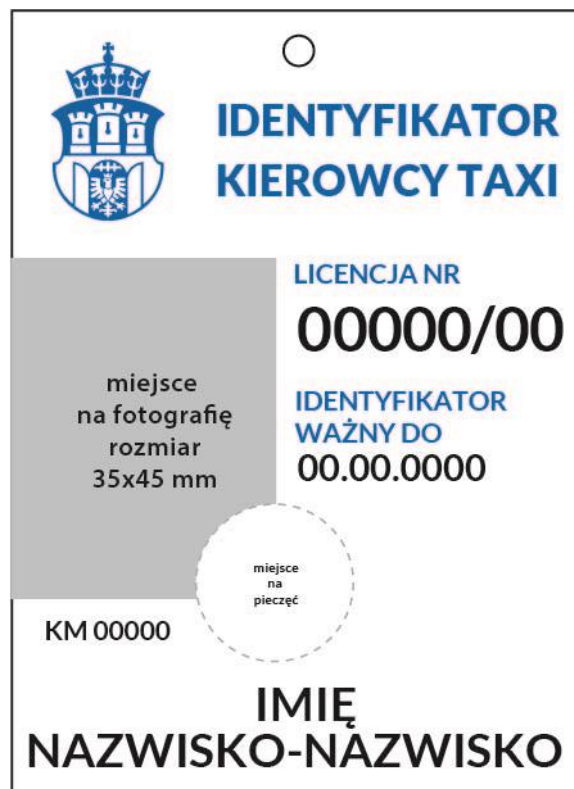 IDENTYFIKATOR
KIEROWCY TAXI
LICENCJA NR
00000/00
miejsce
na fotografię
rozmiar
35x45 mm
IDENTYFIKATOR
WAŻNY DO
00.00.0000
miejsce
na
pieczęć
KM 00000
IMIĘ
NAZWISKO-NAZWISKO